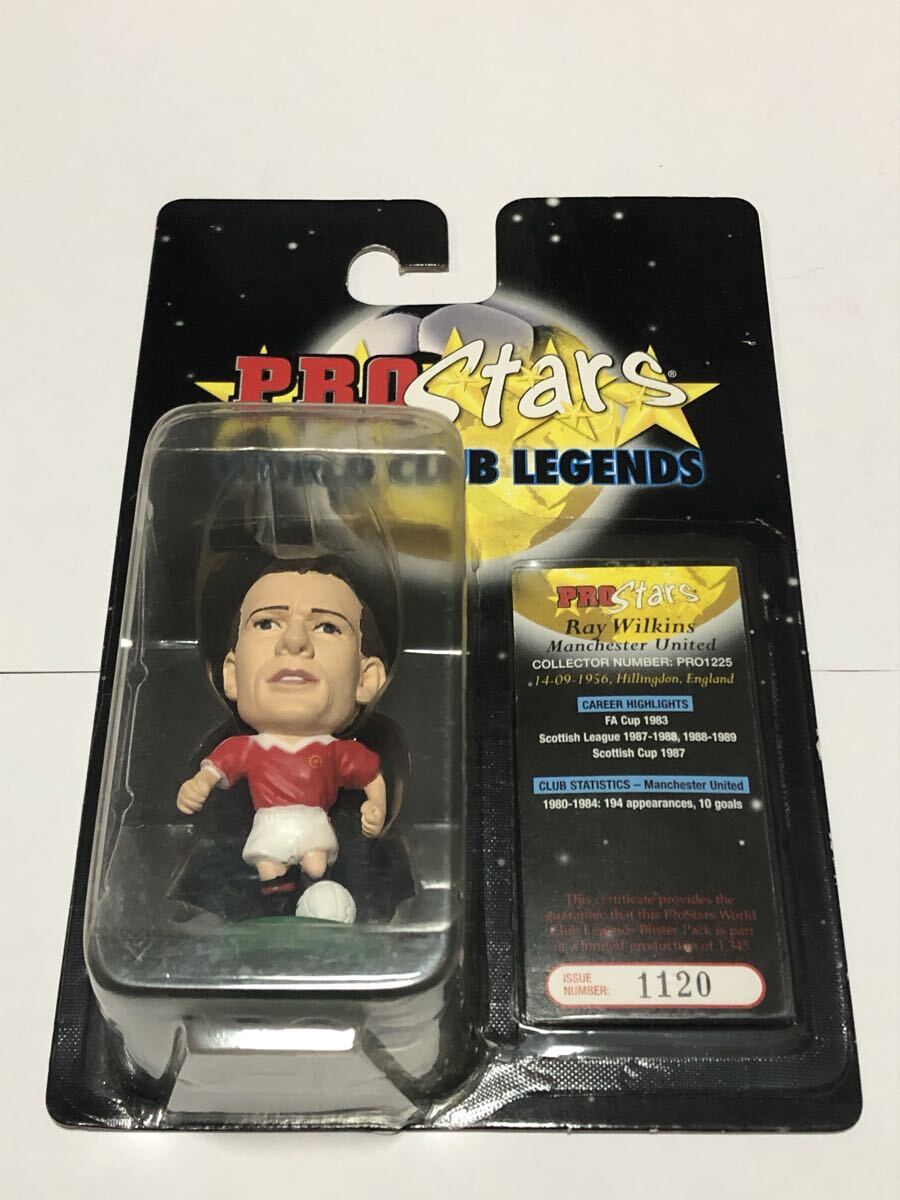 PROStars®
WORLD CLUB LEGENDS
PROStars
Ray Wilkins
Manchester United
COLLECTOR NUMBER: PRO1225
14-09-1956, Hillingdon, England
CAREER HIGHLIGHTS
FA Cup 1983
Scottish League 1987-1988, 1988-1989
Scottish Cup 1987
CLUB STATISTICS – Manchester United
1980-1984: 194 appearances, 10 goals
This certificate provides the
guarantee that this ProStars World
Club Legends Blister Pack is part
of a limited production of 1,345.
ISSUE
NUMBER: 1120